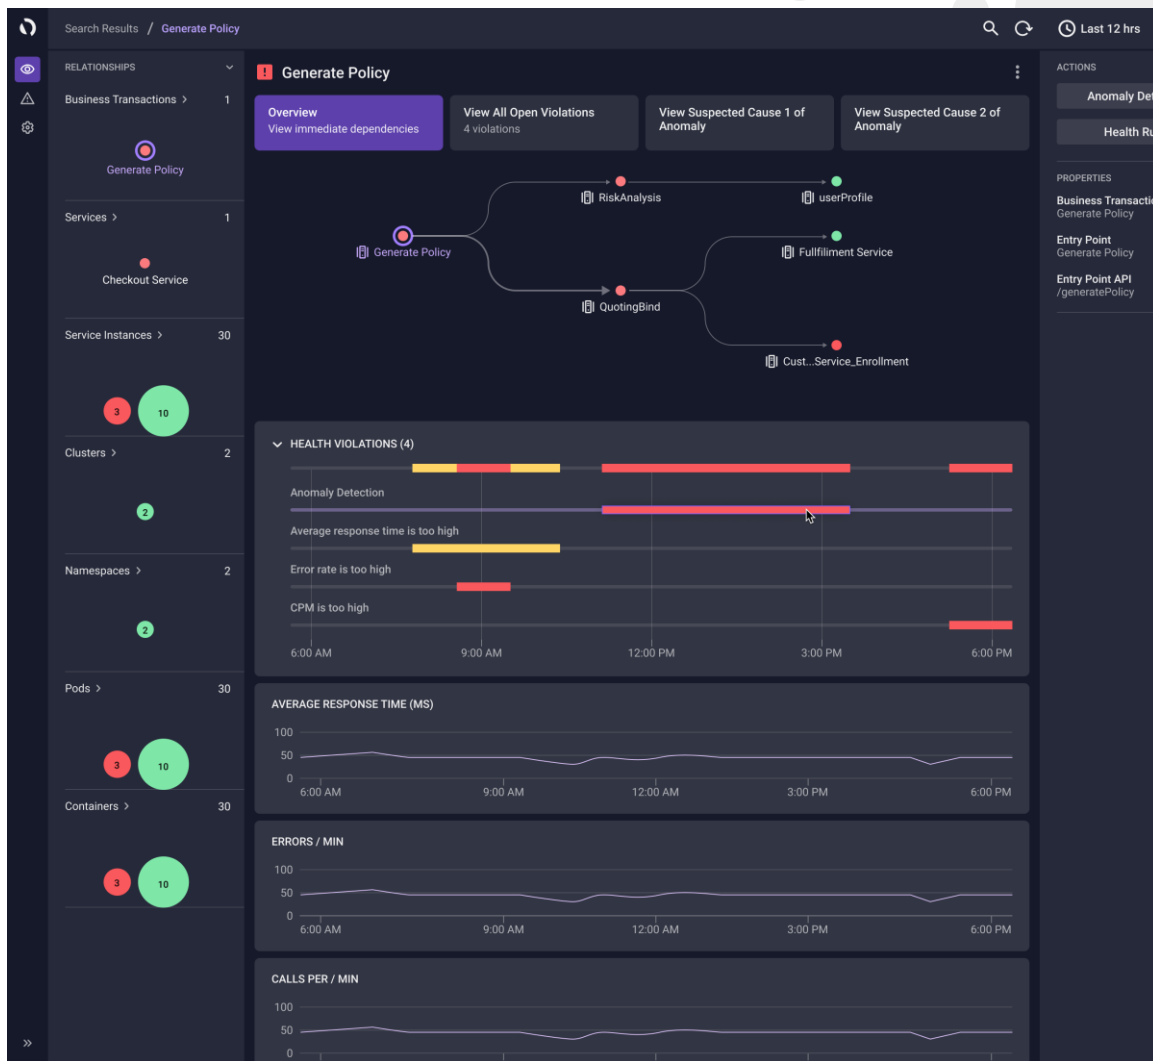 Search Results / Generate Policy
Last 12 hrs
RELATIONSHIPS
Business Transactions > 1
Generate Policy
Services > 1
Checkout Service
Service Instances > 30
3
10
Clusters > 2
2
Namespaces > 2
2
Pods > 30
3
10
Containers > 30
3
10
! Generate Policy
Overview
View immediate dependencies
View All Open Violations
4 violations
View Suspected Cause 1 of
Anomaly
View Suspected Cause 2 of
Anomaly
RiskAnalysis
userProfile
Generate Policy
Fullfiliment Service
QuotingBind
Cust...Service_Enrollment
HEALTH VIOLATIONS (4)
Anomaly Detection
Average response time is too high
Error rate is too high
CPM is too high
6:00 AM 9:00 AM 12:00 PM 3:00 PM 6:00 PM
AVERAGE RESPONSE TIME (MS)
100
50
0
6:00 AM 9:00 AM 12:00 AM 3:00 PM 6:00 PM
ERRORS / MIN
100
50
0
6:00 AM 9:00 AM 12:00 AM 3:00 PM 6:00 PM
CALLS PER / MIN
100
50
0
ACTIONS
Anomaly Det
Health Ru
PROPERTIES
Business Transactio
Generate Policy
Entry Point
Generate Policy
Entry Point API
/generatePolicy